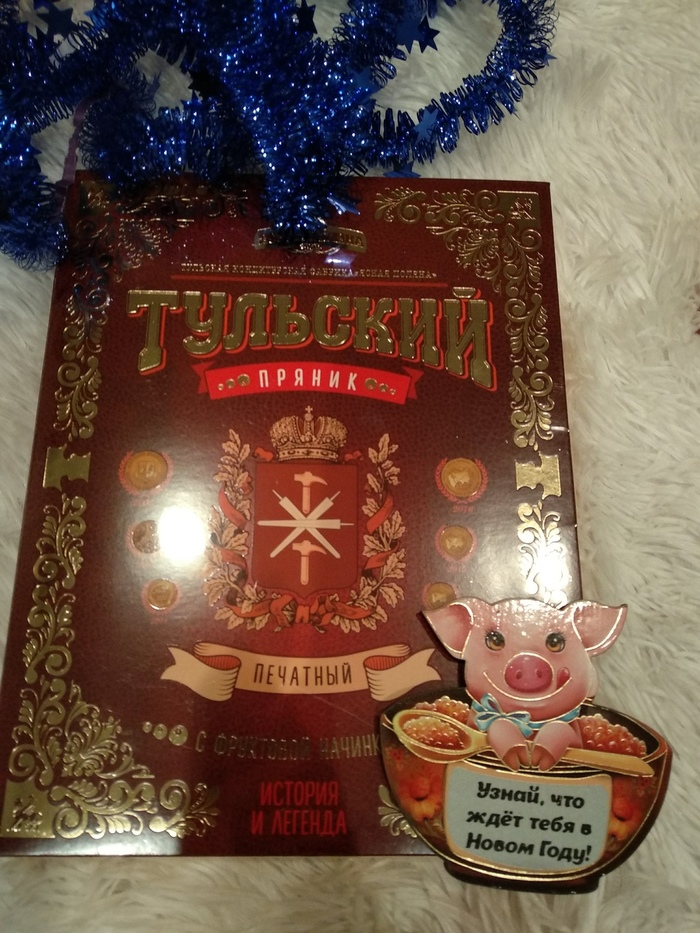 ТУЛЬСКАЯ КОНДИТЕРСКАЯ ФАБРИКА «ЯСНАЯ ПОЛЯНА»
ТУЛЬСКИЙ
ПРЯНИК
ПЕЧАТНЫЙ
С ФРУКТОВОЙ НАЧИНК
ИСТОРИЯ
И ЛЕГЕНДА
Узнай, что
ждёт тебя в
Новом Году!